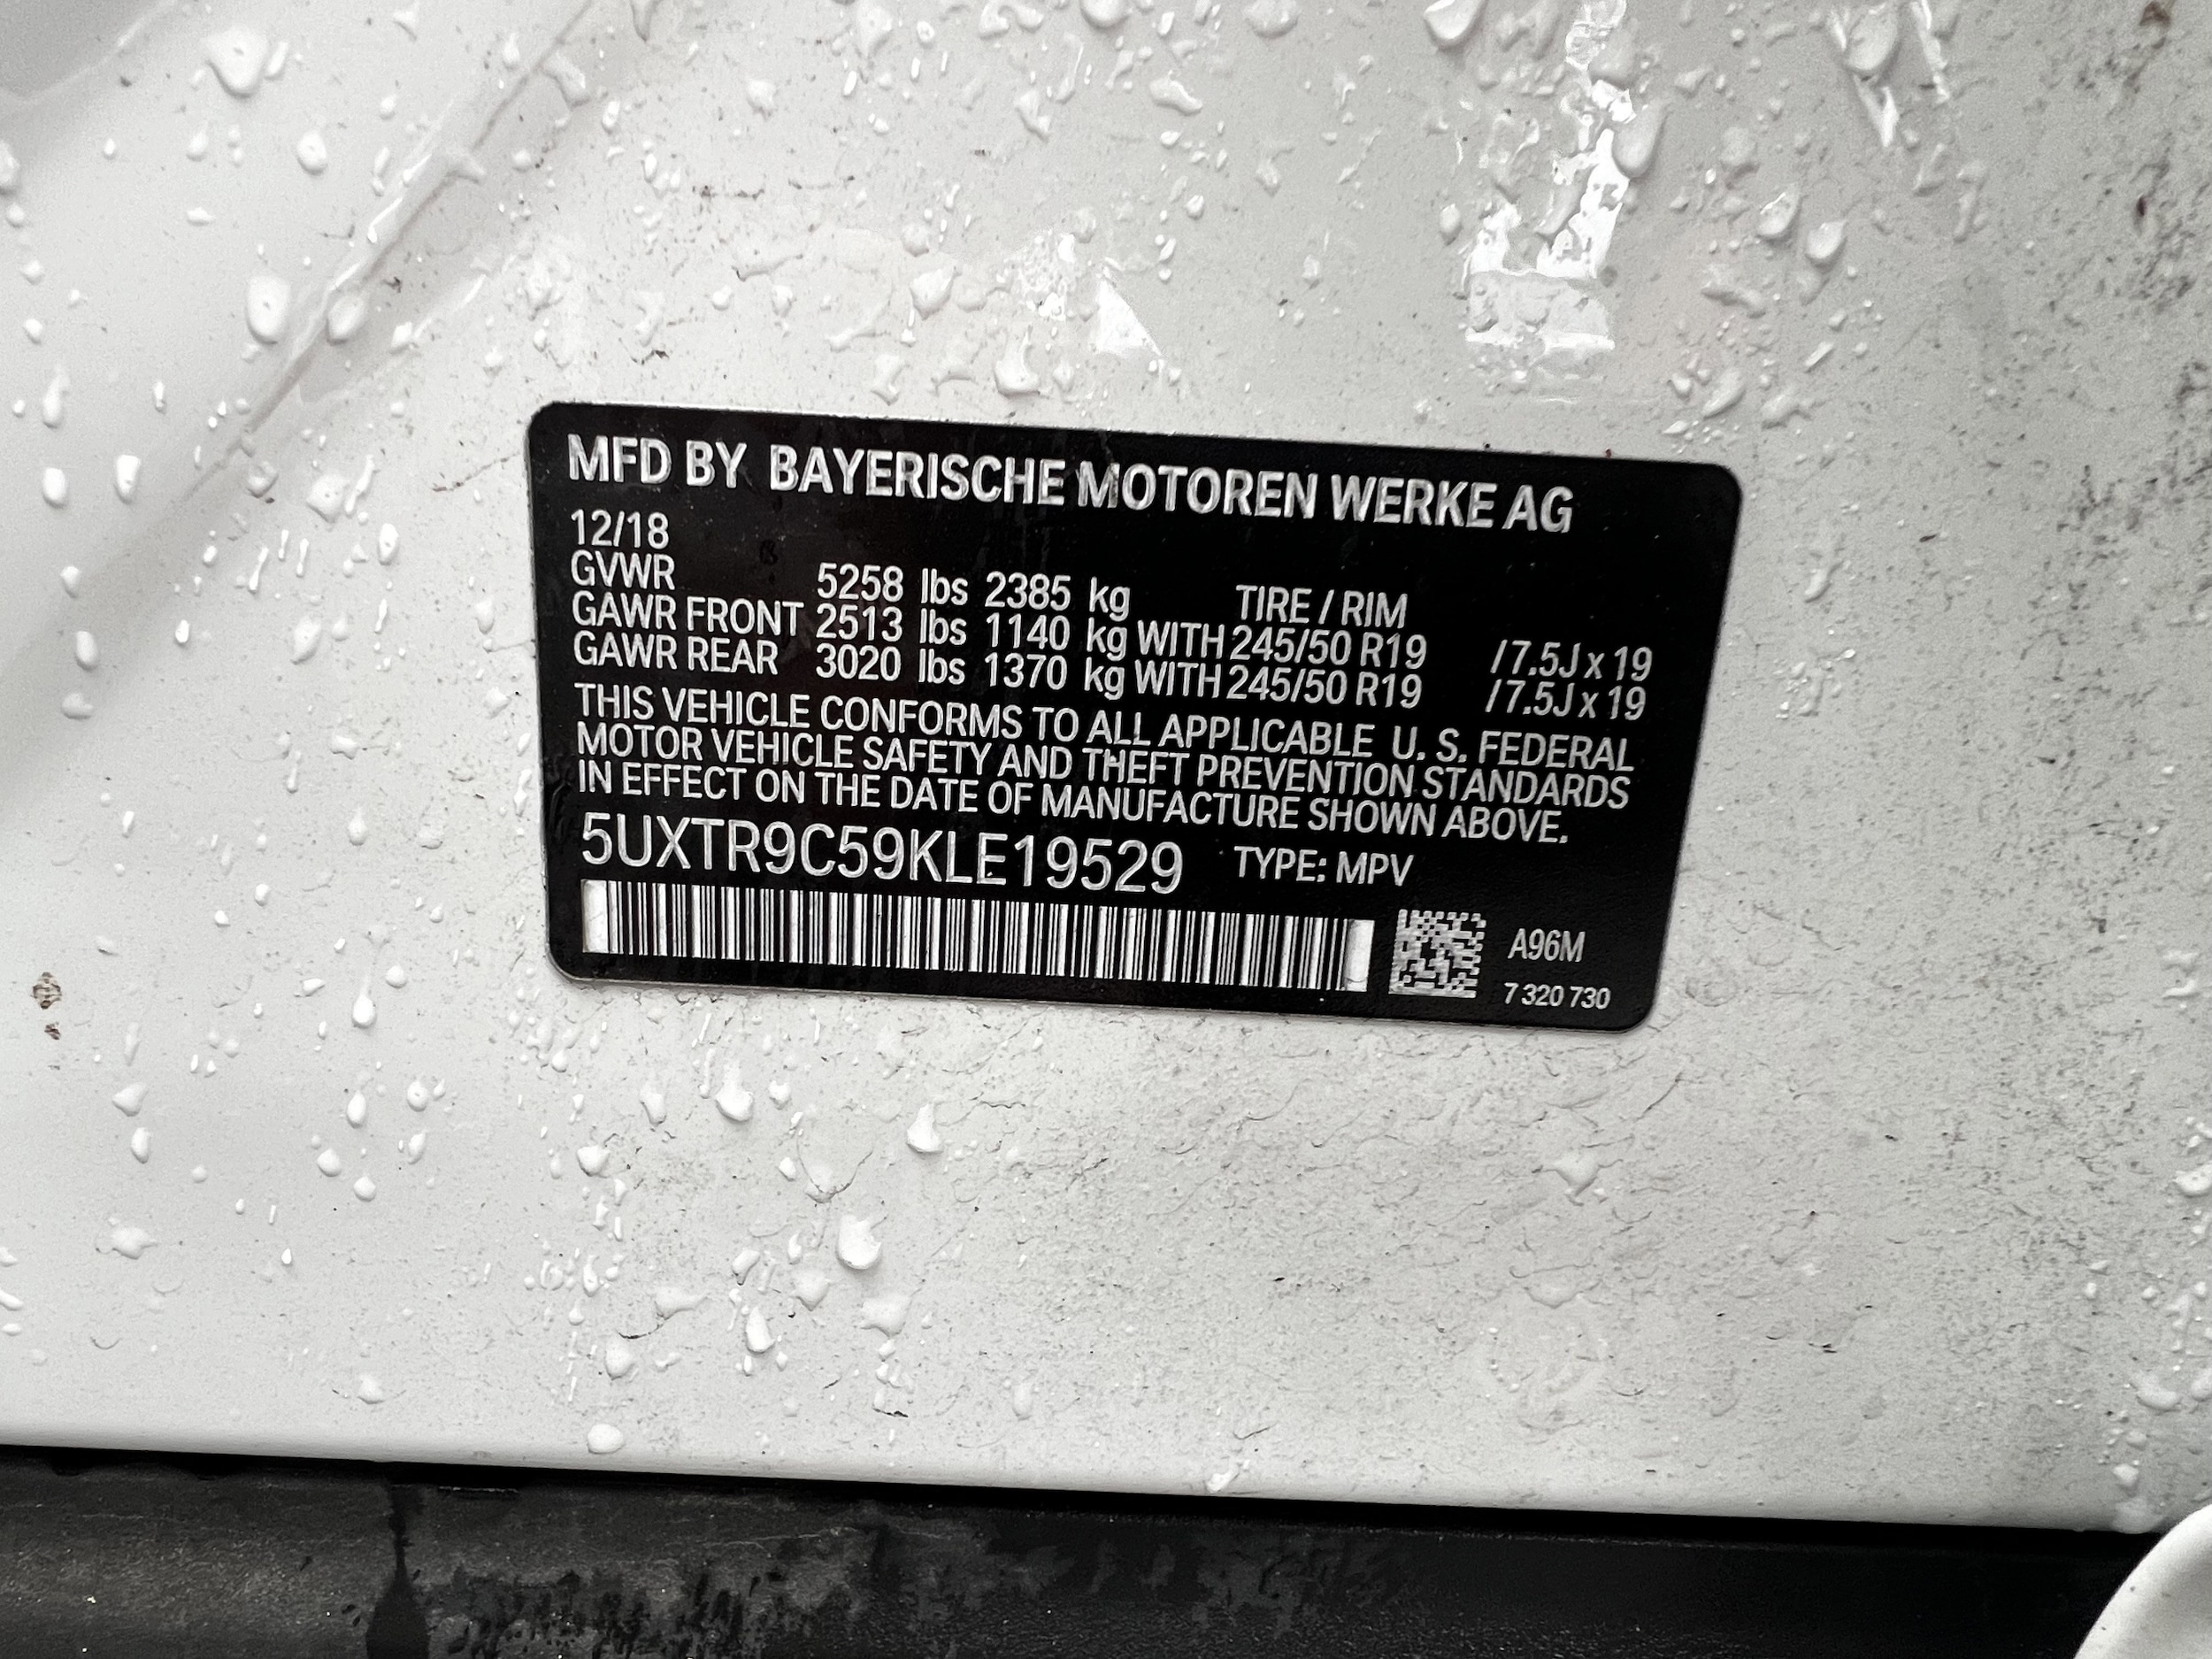 MFD BY BAYERISCHE MOTOREN WERKE AG
12/18
GVWR 5258 lbs 2385 kg TIRE / RIM
GAWR FRONT 2513 lbs 1140 kg WITH 245/50 R19 / 7.5J x 19
GAWR REAR 3020 lbs 1370 kg WITH 245/50 R19 / 7.5J x 19
THIS VEHICLE CONFORMS TO ALL APPLICABLE U. S. FEDERAL
MOTOR VEHICLE SAFETY AND THEFT PREVENTION STANDARDS
IN EFFECT ON THE DATE OF MANUFACTURE SHOWN ABOVE.
5UXTR9C59KLE19529 TYPE: MPV
A96M
7 320 730